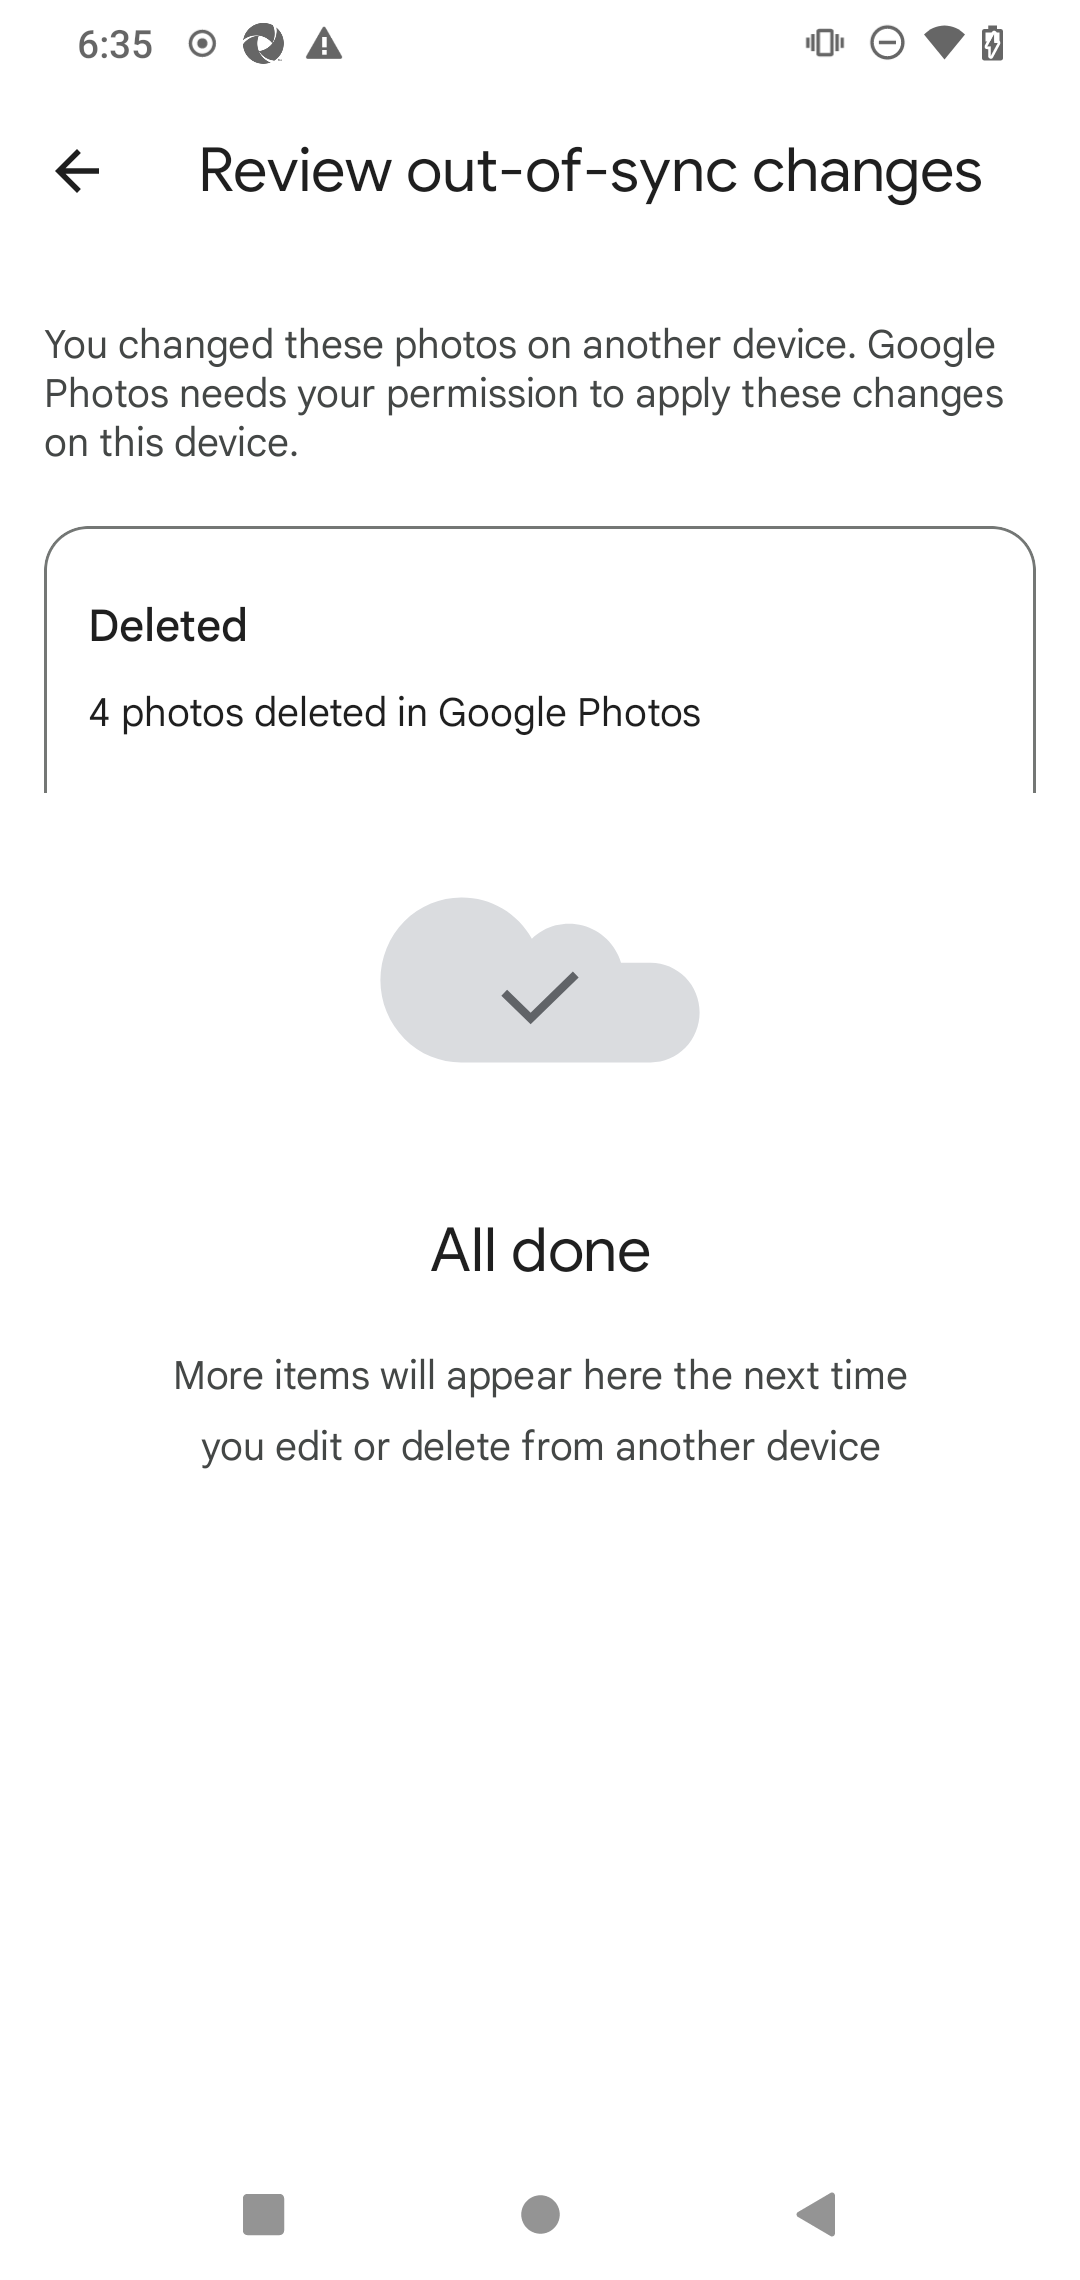 6:35
Review out-of-sync changes
You changed these photos on another device. Google
Photos needs your permission to apply these changes
on this device.
Deleted
4 photos deleted in Google Photos
All done
More items will appear here the next time
you edit or delete from another device